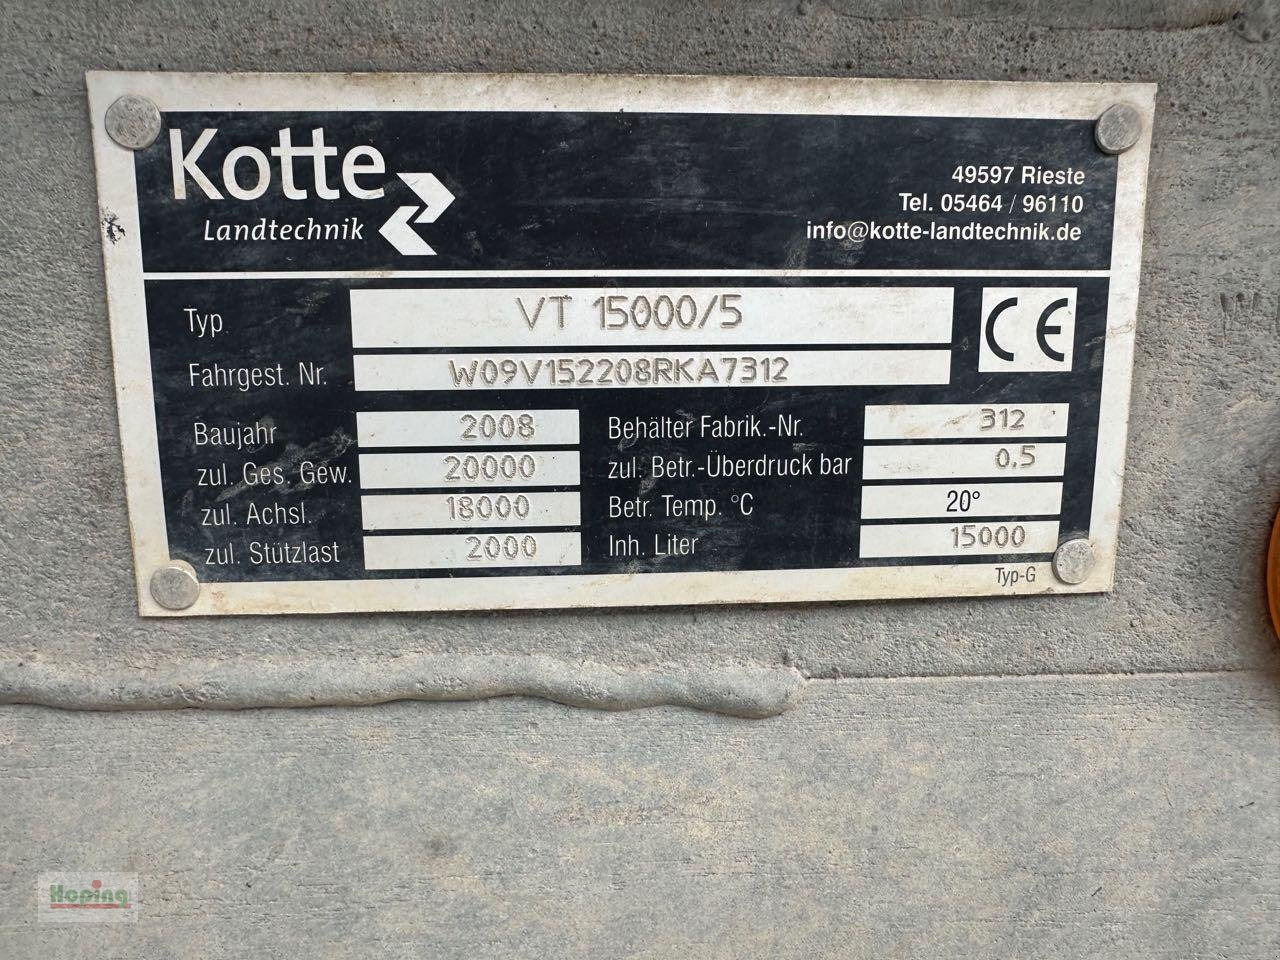 Kotte
Landtechnik
49597 Rieste
Tel. 05464 / 96110
info@kotte-landtechnik.de
Typ VT 15000/5
Fahrgest. Nr. W09V152208RKA7312
CE
Baujahr 2008
zul. Ges. Gew. 20000
zul. Achsl. 18000
zul. Stützlast 2000
Behälter Fabrik.-Nr. 312
zul. Betr.-Überdruck bar 0.5
Betr. Temp. °C 20°
Inh. Liter 15000
Typ-G
Hoping